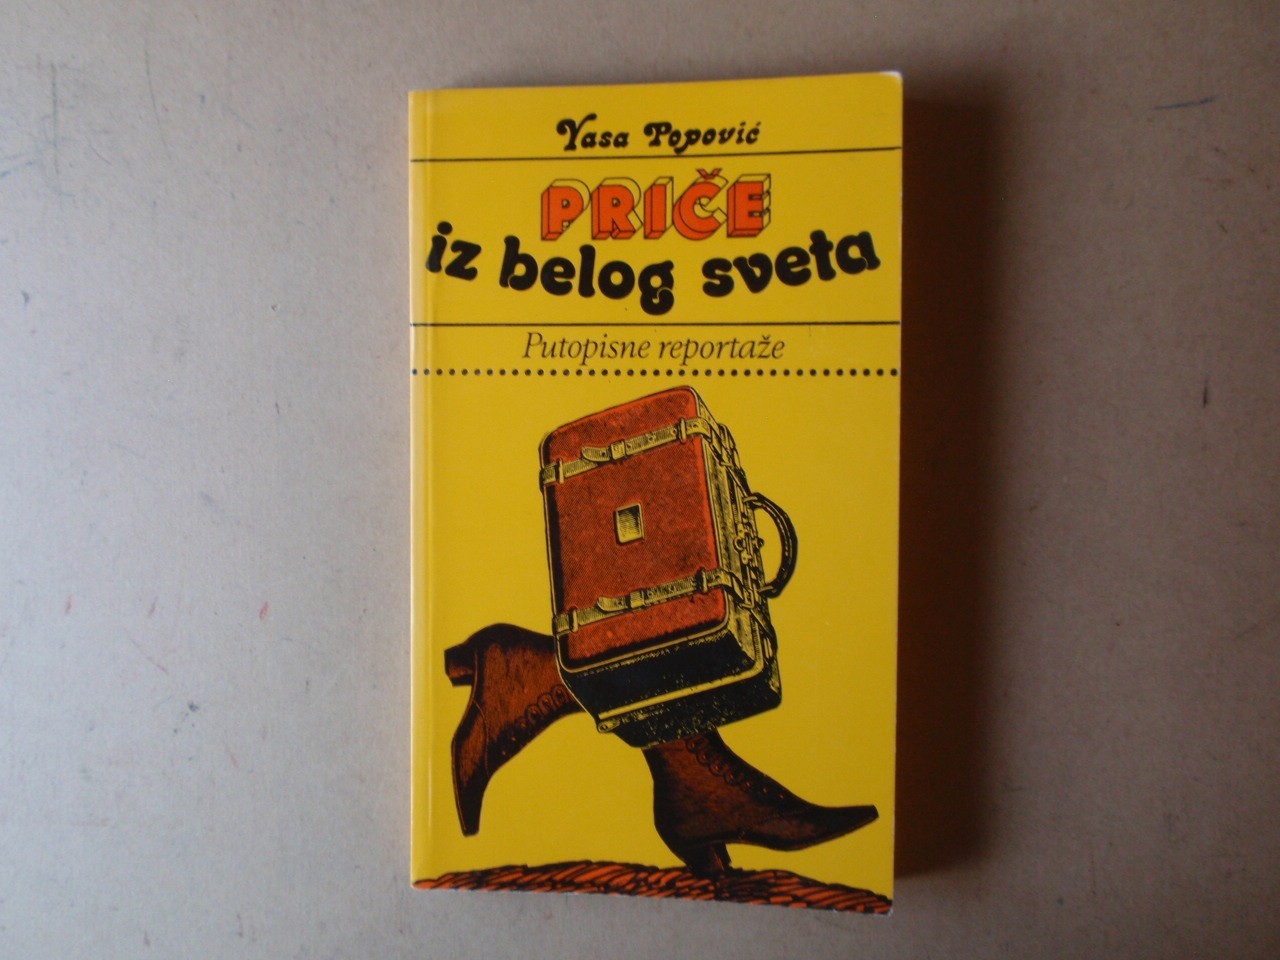 Vasa Popović
PRIČE
iz belog sveta
Putopisne reportaže